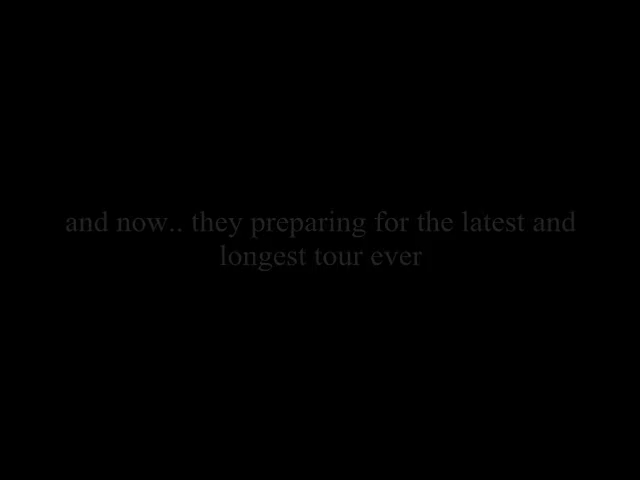 and now.. they preparing for the latest and
longest tour ever